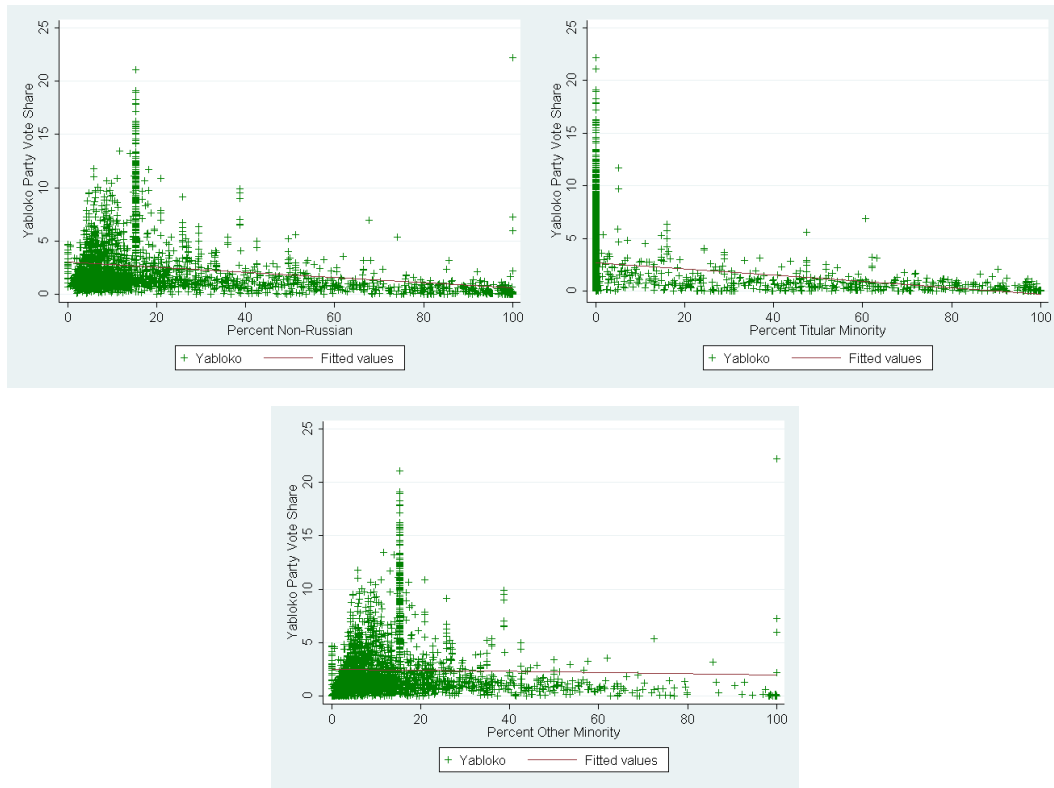 25
20
15
10
5
0
Yabloko Party Vote Share
0 20 40 60 80 100
Percent Non-Russian
+ Yabloko Fitted values
25
20
15
10
5
0
Yabloko Party Vote Share
0 20 40 60 80 100
Percent Titular Minority
+ Yabloko Fitted values
25
20
15
10
5
0
Yabloko Party Vote Share
0 20 40 60 80 100
Percent Other Minority
+ Yabloko Fitted values